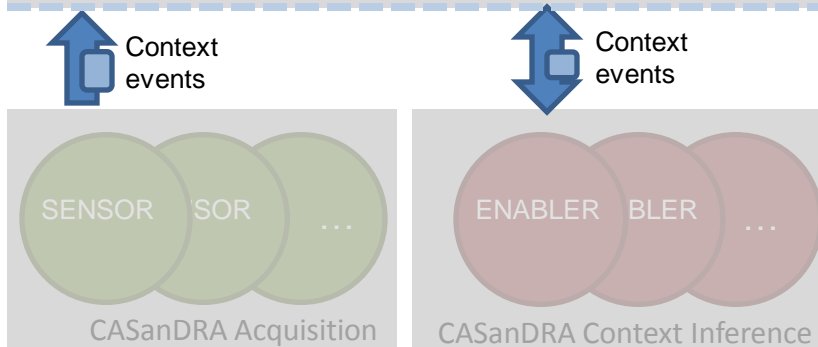 Context
events
Context
events
SENSOR
SOR
...
ENABLER
BLER
...
CASanDRA Acquisition
CASanDRA Context Inference